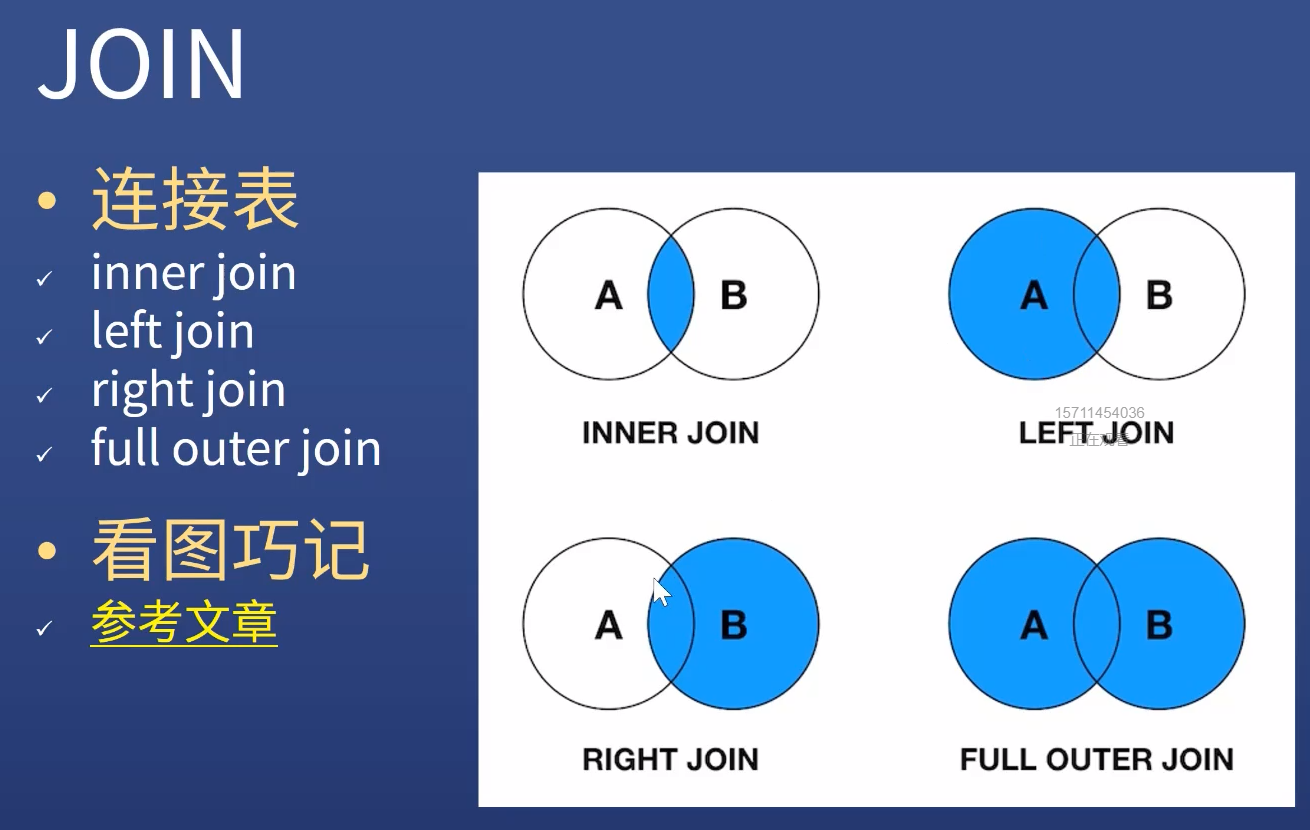 JOIN
• 连接表
✓ inner join
✓ left join
✓ right join
✓ full outer join
• 看图巧记
✓ 参考文章
A B
INNER JOIN
A B
15711454036
正在观看
LEFT JOIN
A B
RIGHT JOIN
A B
FULL OUTER JOIN